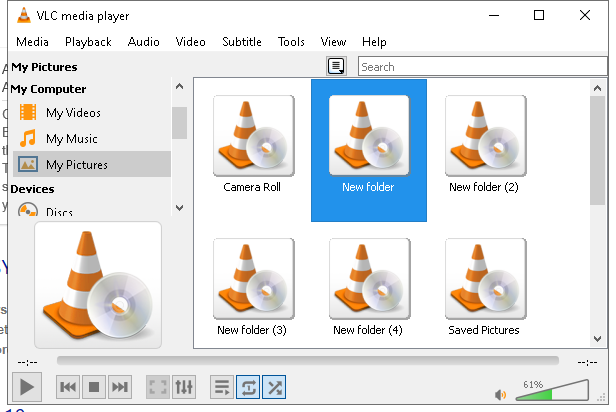 VLC media player
Media Playback Audio Video Subtitle Tools View Help
My Pictures
Search
My Computer
My Videos
My Music
My Pictures
Devices
Discs
Camera Roll
New folder
New folder (2)
New folder (3)
New folder (4)
Saved Pictures
--:--
--:--
61%